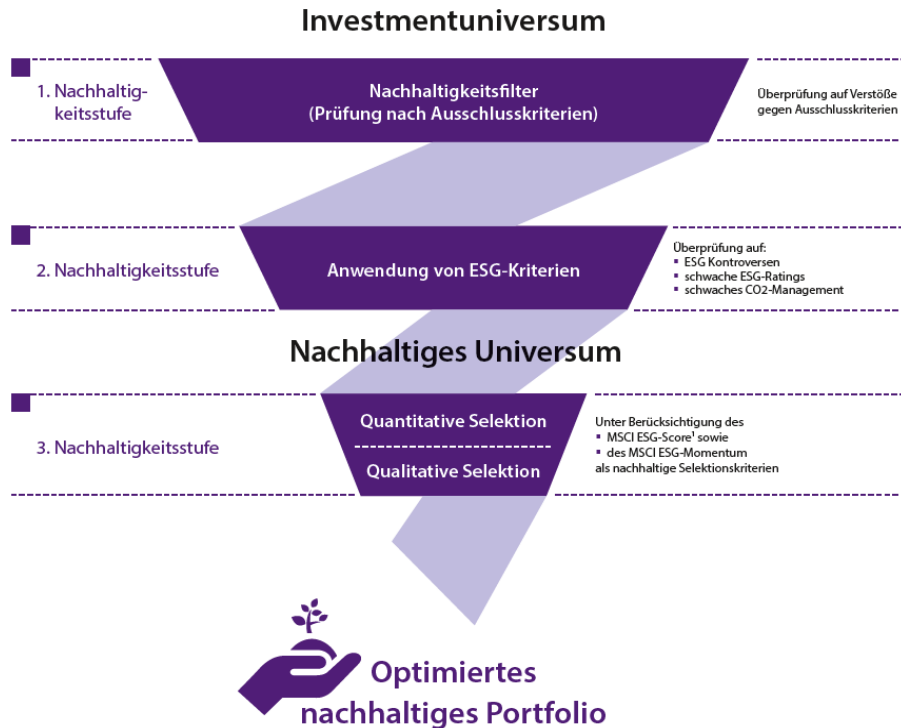 Investmentuniversum
1. Nachhaltig-
keitsstufe
Nachhaltigkeitsfilter
(Prüfung nach Ausschlusskriterien)
Überprüfung auf Verstöße
gegen Ausschlusskriterien
2. Nachhaltigkeitsstufe
Anwendung von ESG-Kriterien
Überprüfung auf:
▪ ESG Kontroversen
▪ schwache ESG-Ratings
▪ schwaches CO2-Management
Nachhaltiges Universum
3. Nachhaltigkeitsstufe
Quantitative Selektion
Qualitative Selektion
Unter Berücksichtigung des
▪ MSCI ESG-Score¹ sowie
▪ des MSCI ESG-Momentum
als nachhaltige Selektionskriterien
Optimiertes
nachhaltiges Portfolio